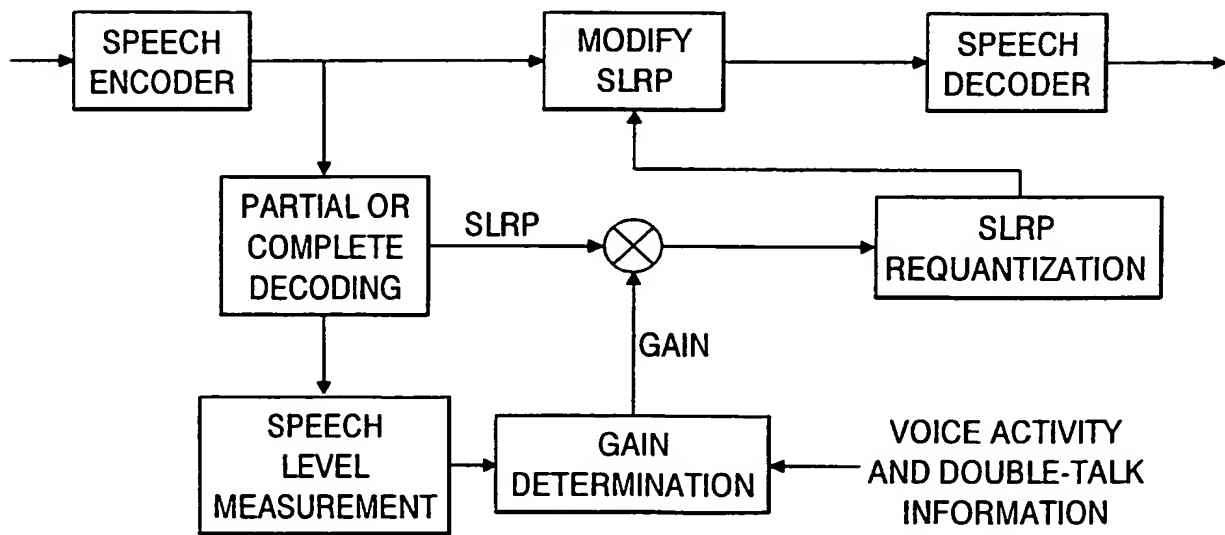 SPEECH
ENCODER
MODIFY
SLRP
SPEECH
DECODER
PARTIAL OR
COMPLETE
DECODING
SLRP
SLRP
REQUANTIZATION
GAIN
SPEECH
LEVEL
MEASUREMENT
GAIN
DETERMINATION
VOICE ACTIVITY
AND DOUBLE-TALK
INFORMATION